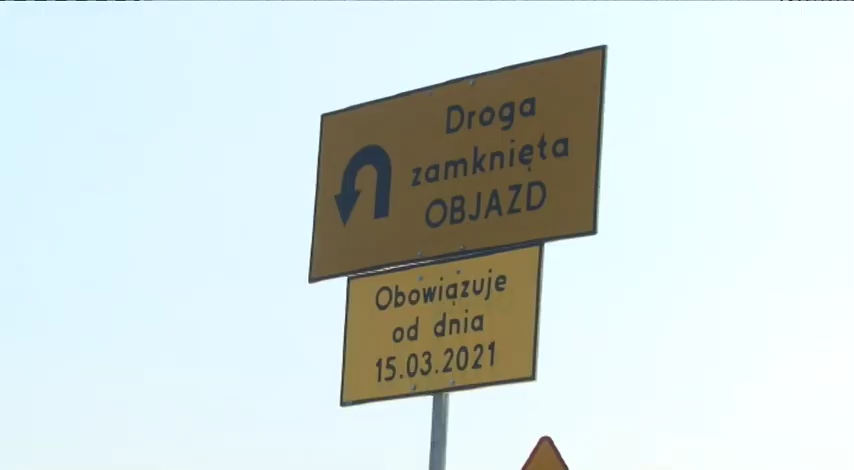 Droga
zamknięta
OBJAZD
Obowiązuje
od dnia
15.03.2021